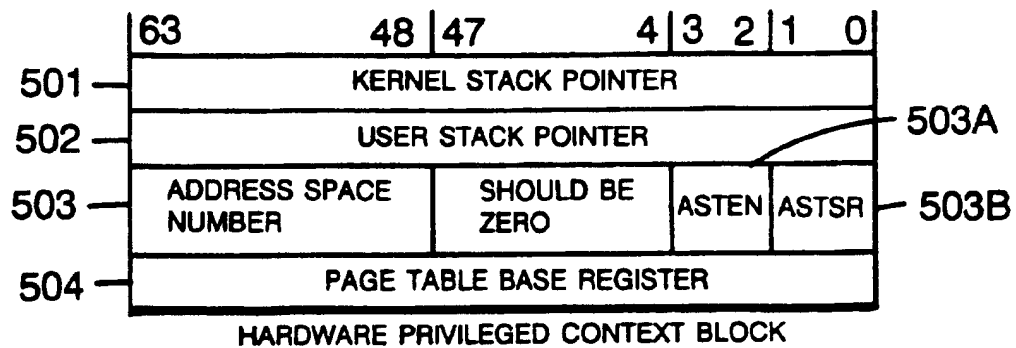 63 48 47 4 3 2 1 0
501 KERNEL STACK POINTER
502 USER STACK POINTER 503A
503 ADDRESS SPACE NUMBER SHOULD BE ZERO ASTEN ASTSR 503B
504 PAGE TABLE BASE REGISTER
HARDWARE PRIVILEGED CONTEXT BLOCK